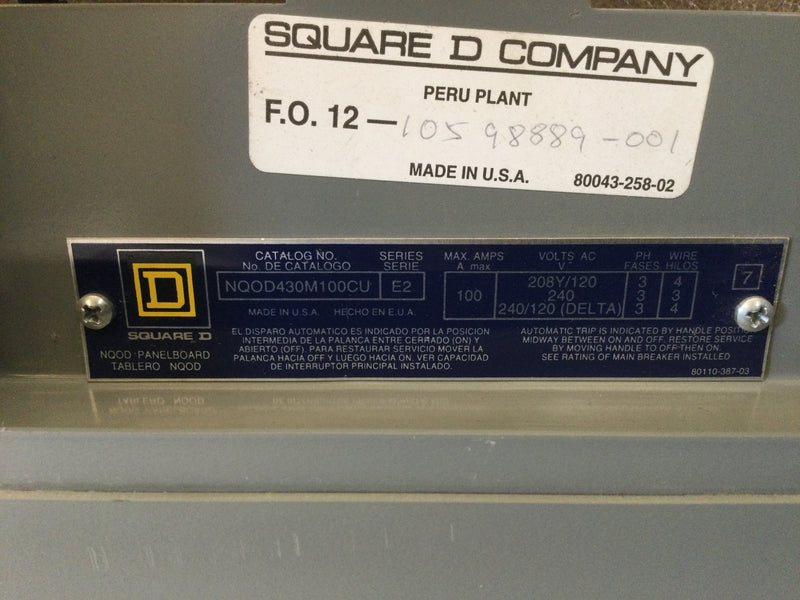 SQUARE D COMPANY
PERU PLANT
F.O. 12 — 105 98889-001
MADE IN U.S.A. 80043-258-02
D
SQUARE D
NQOD PANELBOARD
TABLERO NQOD
CATALOG NO. SERIES
No. DE CATALOGO SERIE
NQOD430M100CU E2
MADE IN U.S.A. HECHO EN E.U.A.
MAX. AMPS VOLTS AC PH WIRE
A max. V FASES HILOS
100
208Y/120 3 4
240 3 3
240/120 (DELTA) 3 4
7
EL DISPARO AUTOMATICO ES INDICADO POR LA POSICION
INTERMEDIA DE LA PALANCA ENTRE CERRADO (ON) Y
ABIERTO (OFF). PARA RESTAURAR SERVICIO MOVER LA
PALANCA HACIA OFF Y LUEGO HACIA ON. VER CAPACIDAD
DE INTERRUPTOR PRINCIPAL INSTALADO.
AUTOMATIC TRIP IS INDICATED BY HANDLE POSITI
MIDWAY BETWEEN ON AND OFF. RESTORE SERVICE
BY MOVING HANDLE TO OFF THEN ON.
SEE RATING OF MAIN BREAKER INSTALLED
80110-387-03